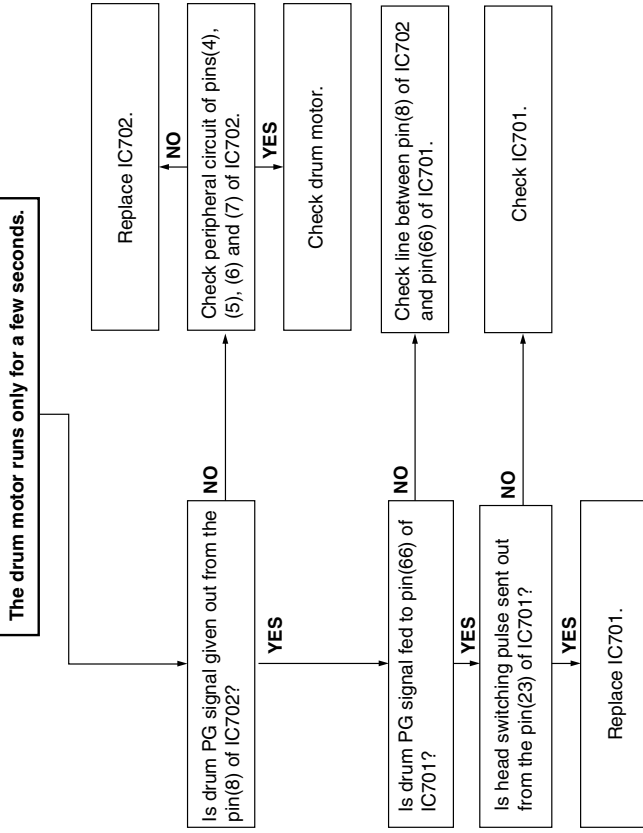 The drum motor runs only for a few seconds.
Is drum PG signal given out from the
pin(8) of IC702?
NO
YES
Replace IC702.
NO
Check peripheral circuit of pins(4),
(5), (6) and (7) of IC702.
YES
Check drum motor.
Is drum PG signal fed to pin(66) of
IC701?
NO
YES
Check line between pin(8) of IC702
and pin(66) of IC701.
Is head switching pulse sent out
from the pin(23) of IC701?
NO
YES
Check IC701.
Replace IC701.